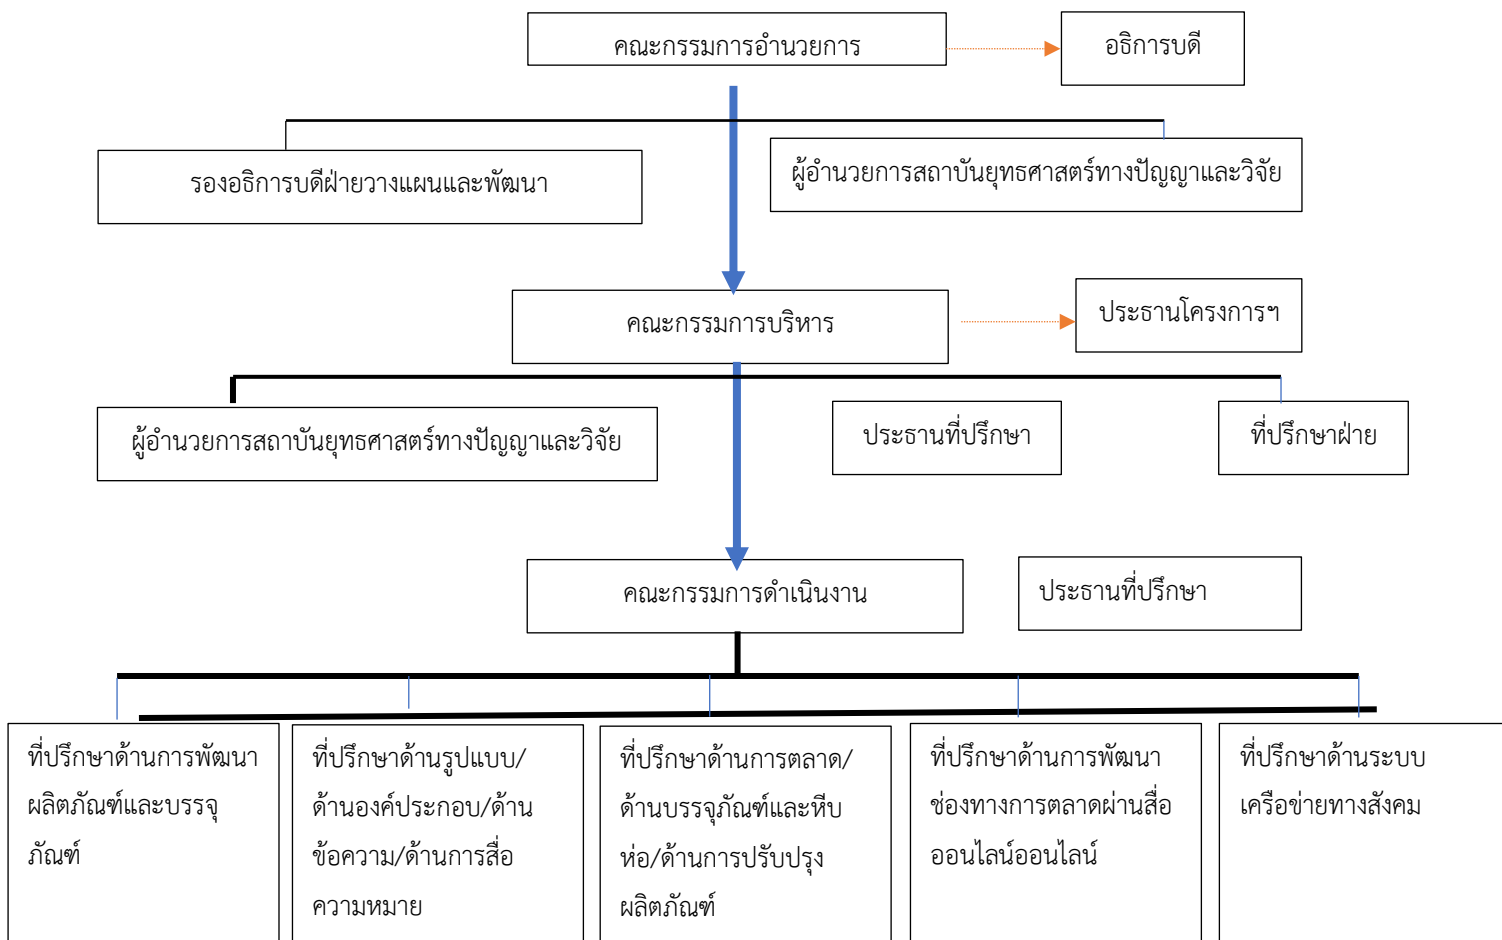 คณะกรรมการอำนวยการ
อธิการบดี
รองอธิการบดีฝ่ายวางแผนและพัฒนา
ผู้อำนวยการสถาบันยุทธศาสตร์ทางปัญญาและวิจัย
คณะกรรมการบริหาร
ประธานโครงการฯ
ผู้อำนวยการสถาบันยุทธศาสตร์ทางปัญญาและวิจัย
ประธานที่ปรึกษา
ที่ปรึกษาฝ่าย
คณะกรรมการดำเนินงาน
ประธานที่ปรึกษา
ที่ปรึกษาด้านการพัฒนา
ผลิตภัณฑ์และบรรจุ
ภัณฑ์
ที่ปรึกษาด้านรูปแบบ/
ด้านองค์ประกอบ/ด้าน
ข้อความ/ด้านการสื่อ
ความหมาย
ที่ปรึกษาด้านการตลาด/
ด้านบรรจุภัณฑ์และหีบ
ห่อ/ด้านการปรับปรุง
ผลิตภัณฑ์
ที่ปรึกษาด้านการพัฒนา
ช่องทางการตลาดผ่านสื่อ
ออนไลน์ออนไลน์
ที่ปรึกษาด้านระบบ
เครือข่ายทางสังคม